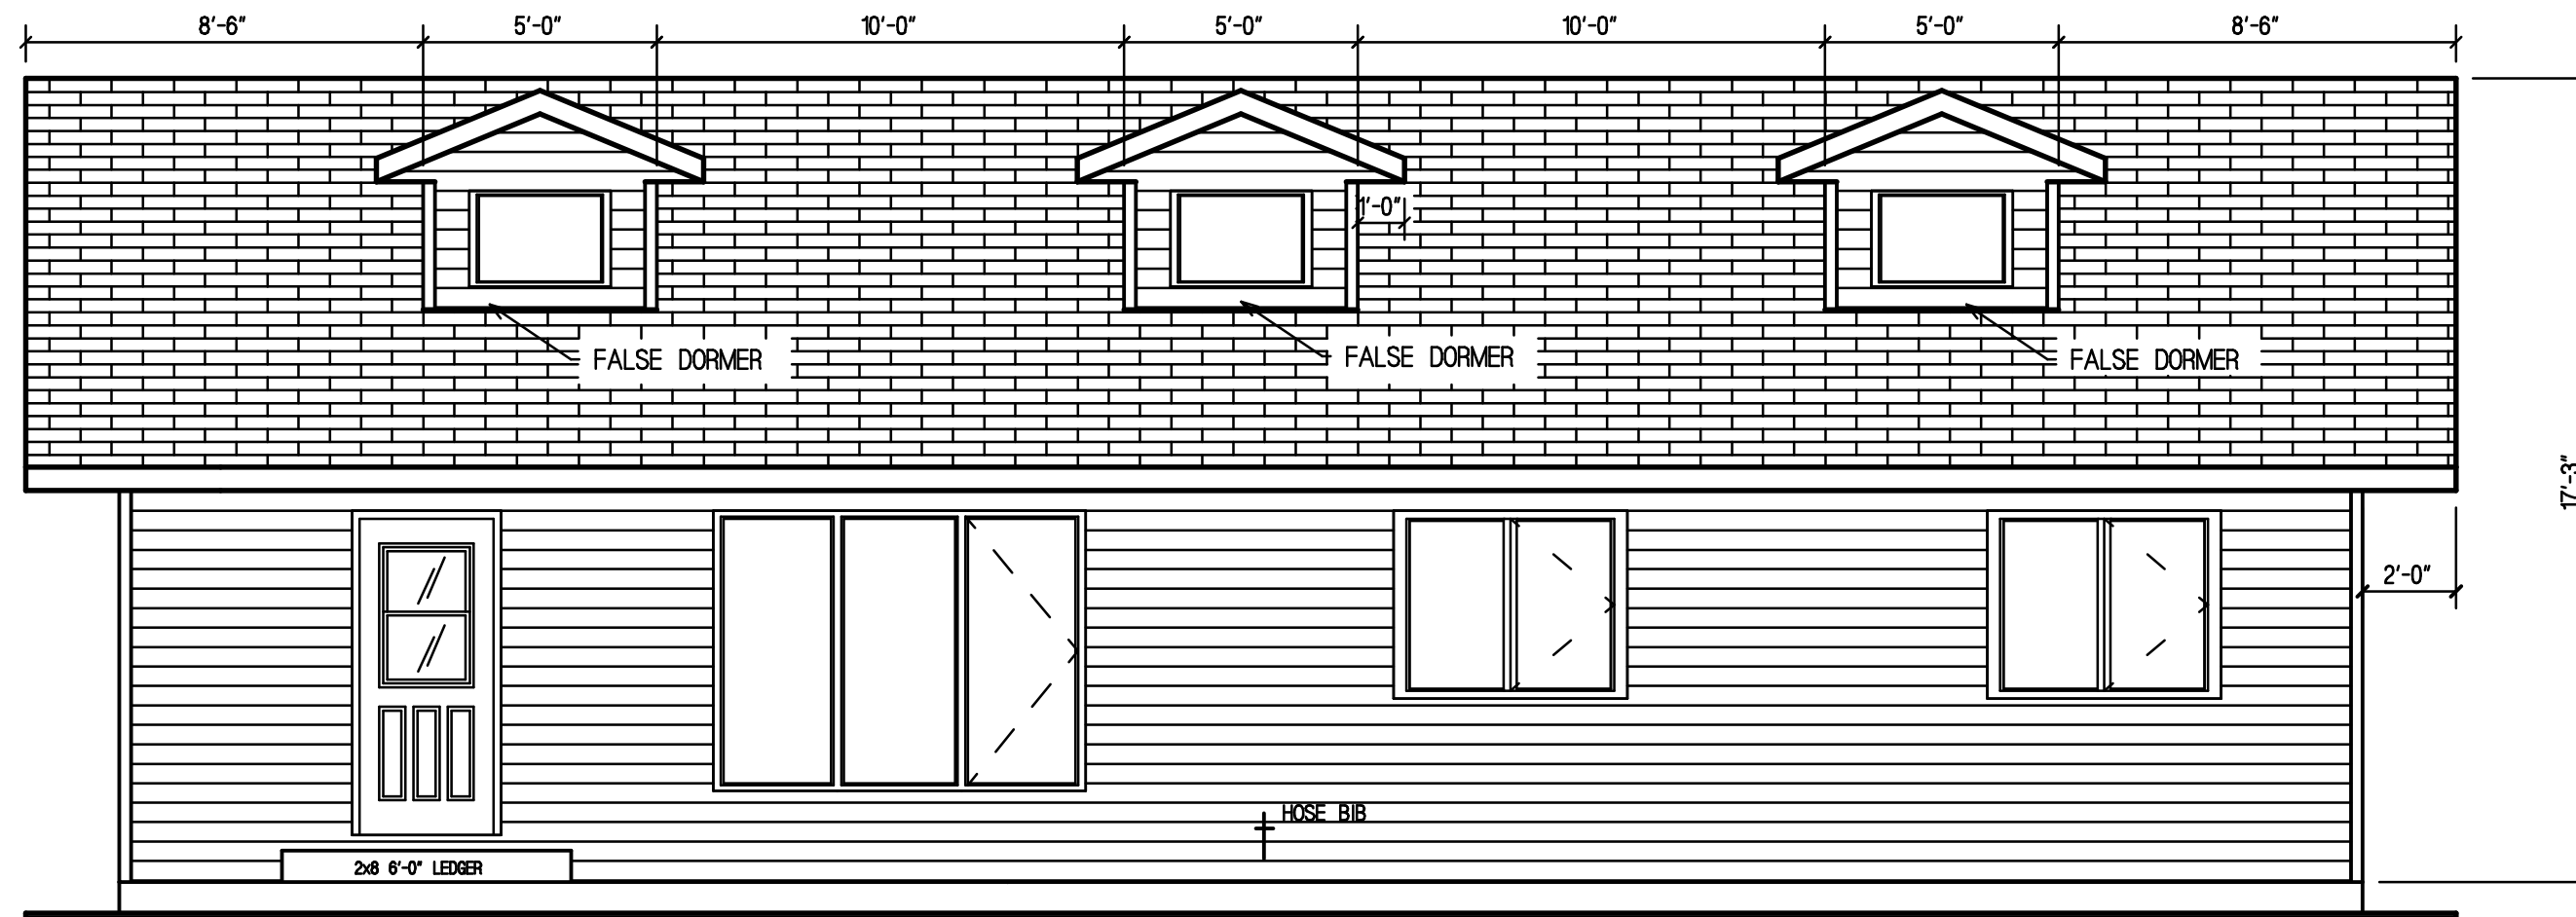 8'-6" 5'-0" 10'-0" 5'-0" 10'-0" 5'-0" 8'-6"
1'-0"
FALSE DORMER FALSE DORMER FALSE DORMER
17'-3"
2'-0"
HOSE BIB
2x8 6'-0" LEDGER